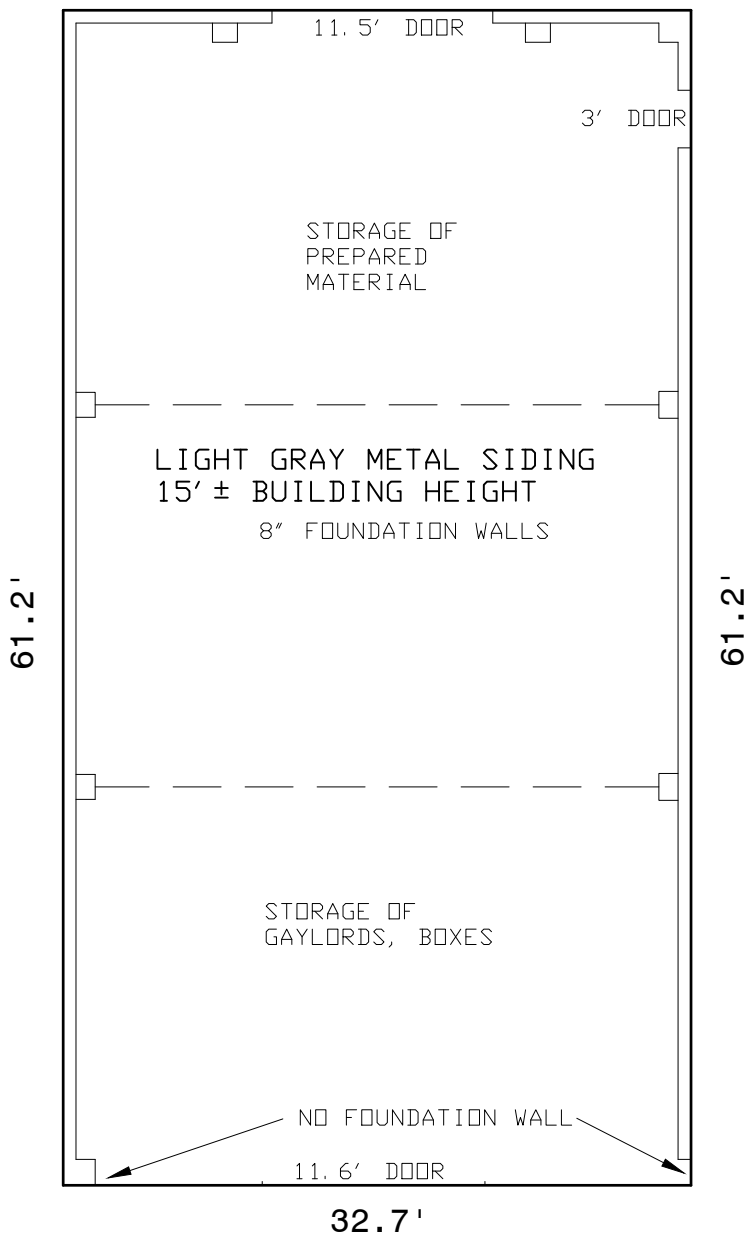 11.5' DOOR
3' DOOR
STORAGE OF
PREPARED
MATERIAL
LIGHT GRAY METAL SIDING
15'± BUILDING HEIGHT
8" FOUNDATION WALLS
61.2'
61.2'
STORAGE OF
GAYLORDS, BOXES
NO FOUNDATION WALL
11.6' DOOR
32.7'